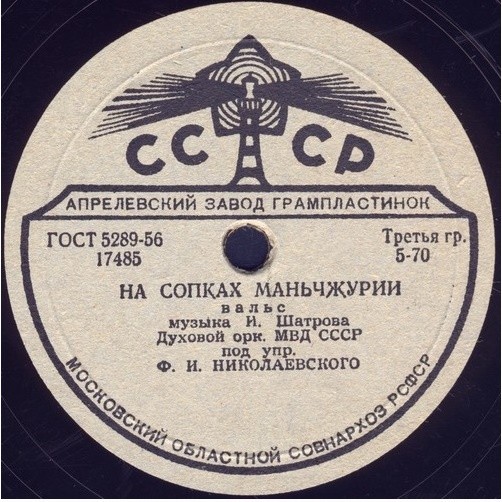 СССР
АПРЕЛЕВСКИЙ ЗАВОД ГРАМПЛАСТИНОК
ГОСТ 5289-56
17485
Третья гр.
5-70
НА СОПКАХ МАНЬЧЖУРИИ
вальс
музыка И. Шатрова
Духовой орк. МВД СССР
под упр.
Ф. И. НИКОЛАЕВСКОГО
МОСКОВСКИЙ ОБЛАСТНОЙ СОВНАРХОЗ РСФСР